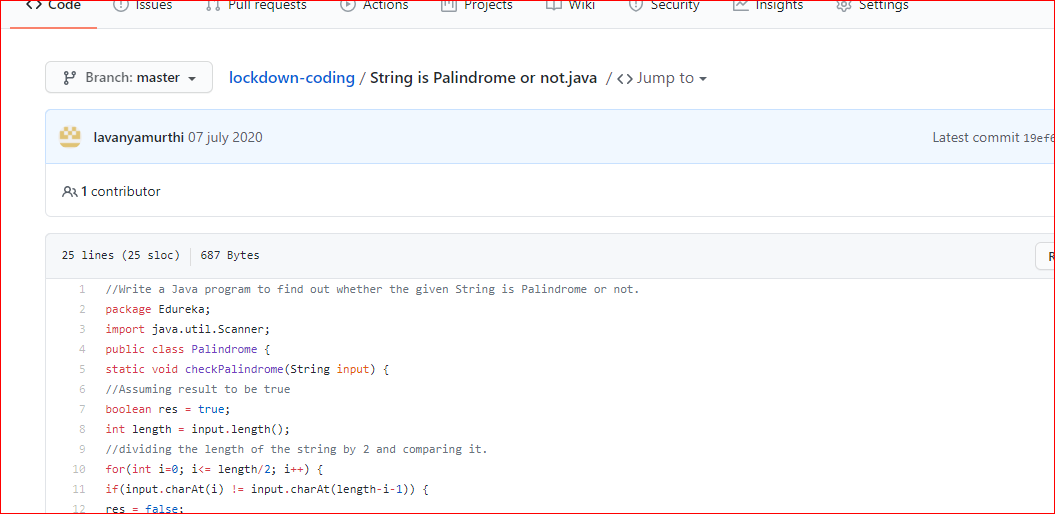 Code Issues Pull requests Actions Projects Wiki Security Insights Settings
Branch: master
lockdown-coding / String is Palindrome or not.java / <> Jump to
lavanyamurthi 07 july 2020 Latest commit 19ef6
1 contributor
25 lines (25 sloc) 687 Bytes
1 //Write a Java program to find out whether the given String is Palindrome or not.
2 package Edureka;
3 import java.util.Scanner;
4 public class Palindrome {
5 static void checkPalindrome(String input) {
6 //Assuming result to be true
7 boolean res = true;
8 int length = input.length();
9 //dividing the length of the string by 2 and comparing it.
10 for(int i=0; i<= length/2; i++) {
11 if(input.charAt(i) != input.charAt(length-i-1)) {
12 res = false;